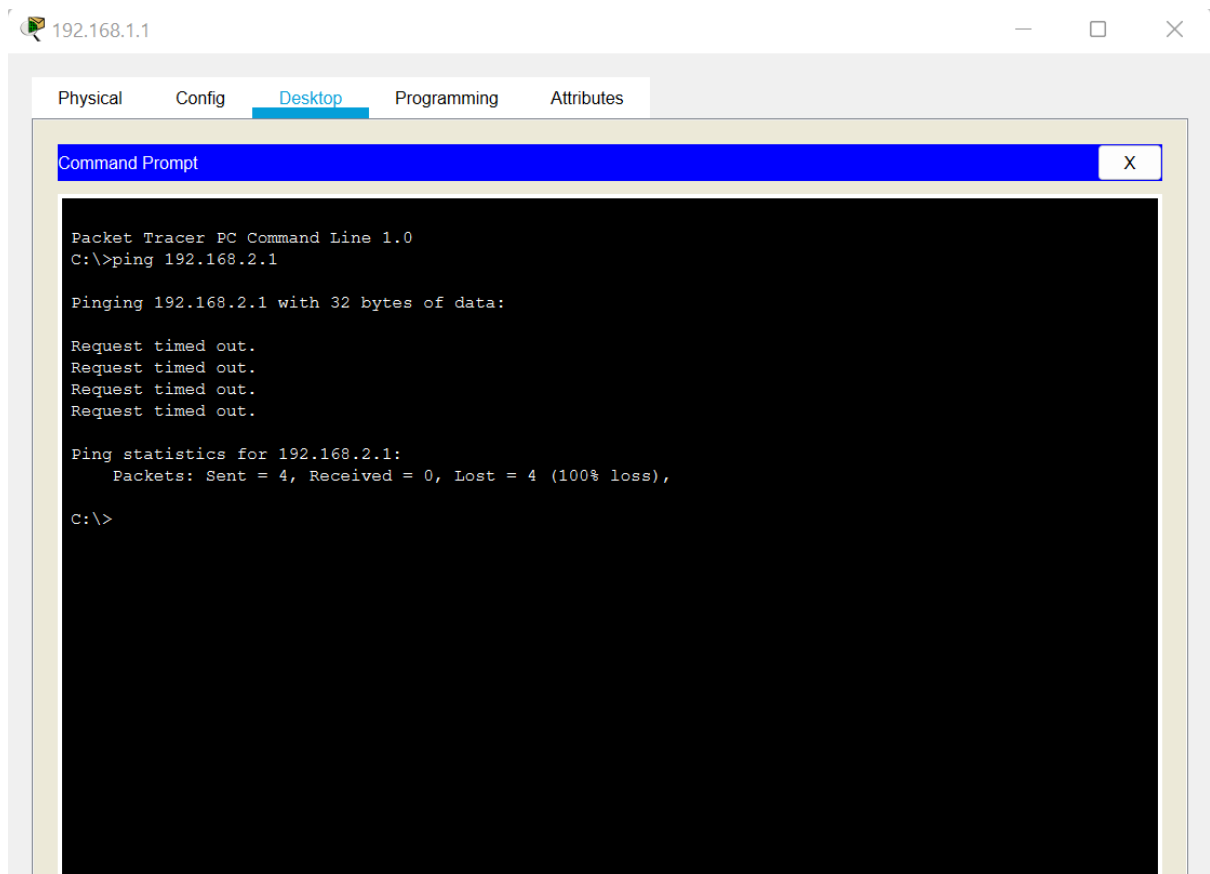 192.168.1.1
Physical Config Desktop Programming Attributes
Command Prompt X
Packet Tracer PC Command Line 1.0
C:\>ping 192.168.2.1
Pinging 192.168.2.1 with 32 bytes of data:
Request timed out.
Request timed out.
Request timed out.
Request timed out.
Ping statistics for 192.168.2.1:
    Packets: Sent = 4, Received = 0, Lost = 4 (100% loss),
C:\>